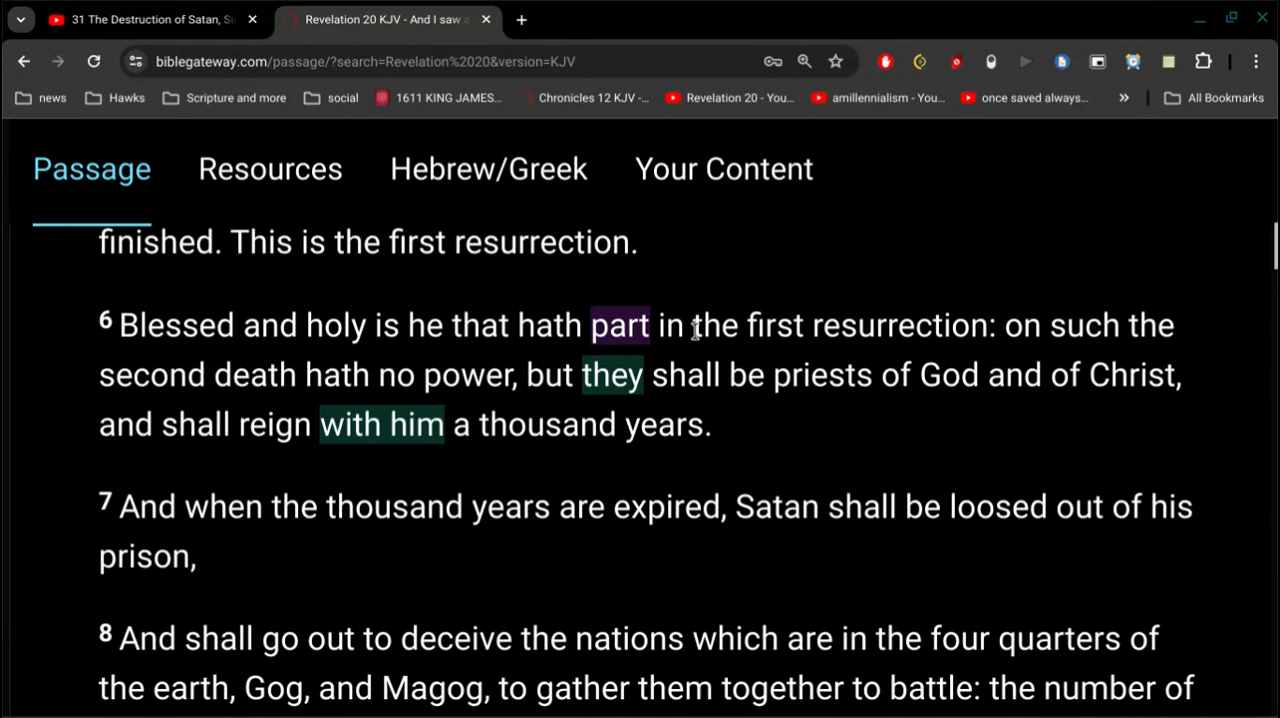 31 The Destruction of Satan, Si
Revelation 20 KJV - And I saw a
biblegateway.com/passage/?search=Revelation%2020&version=KJV
news Hawks Scripture and more social 1611 KING JAMES... Chronicles 12 KJV -... Revelation 20 - You... amillennialism - You... once saved always... » All Bookmarks
Passage Resources Hebrew/Greek Your Content
finished. This is the first resurrection.
6 Blessed and holy is he that hath part in the first resurrection: on such the
second death hath no power, but they shall be priests of God and of Christ,
and shall reign with him a thousand years.
7 And when the thousand years are expired, Satan shall be loosed out of his
prison,
8 And shall go out to deceive the nations which are in the four quarters of
the earth, Gog, and Magog, to gather them together to battle: the number of